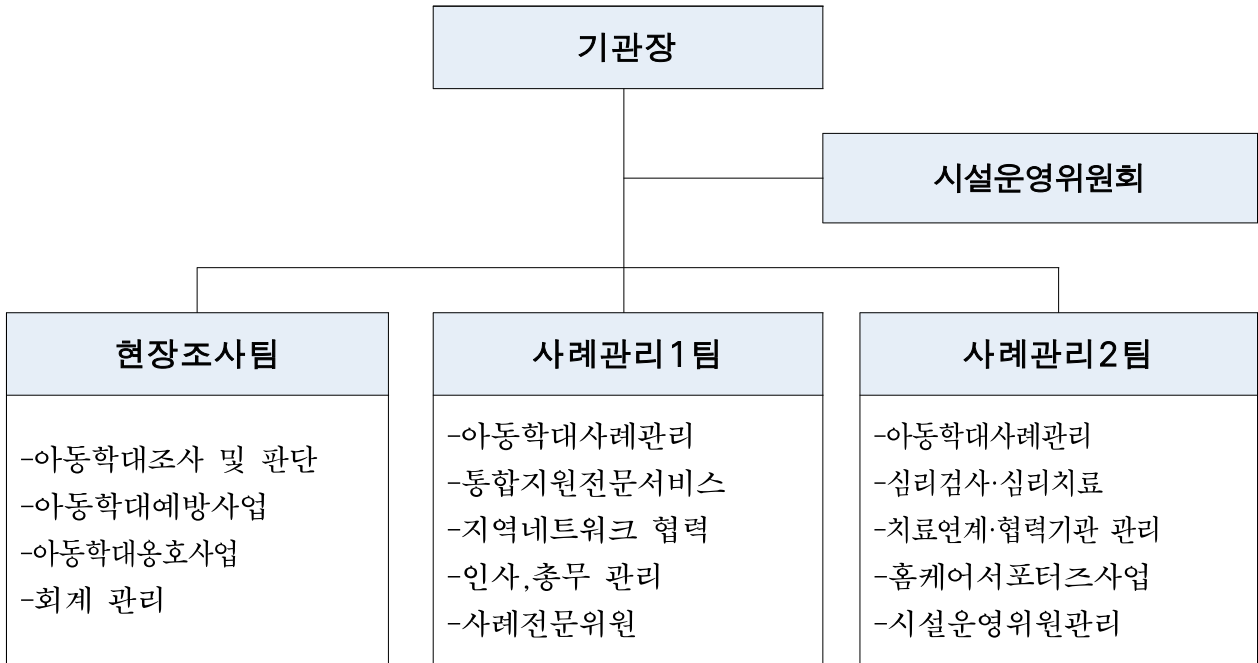 기관장
시설운영위원회
현장조사팀
-아동학대조사 및 판단
-아동학대예방사업
-아동학대옹호사업
-회계 관리
사례관리1팀
-아동학대사례관리
-통합지원전문서비스
-지역네트워크 협력
-인사,총무 관리
-사례전문위원
사례관리2팀
-아동학대사례관리
-심리검사·심리치료
-치료연계·협력기관 관리
-홈케어서포터즈사업
-시설운영위원관리